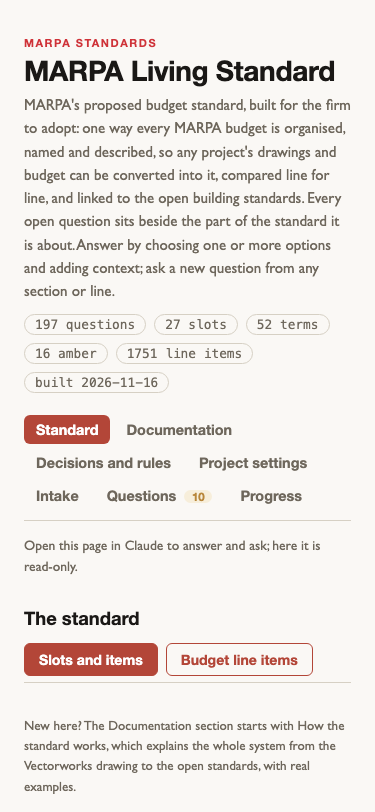 MARPA STANDARDS
MARPA Living Standard
MARPA's proposed budget standard, built for the firm
to adopt: one way every MARPA budget is organised,
named and described, so any project's drawings and
budget can be converted into it, compared line for
line, and linked to the open building standards. Every
open question sits beside the part of the standard it
is about. Answer by choosing one or more options
and adding context; ask a new question from any
section or line.
197 questions 27 slots 52 terms
16 amber 1751 line items
built 2026-11-16
Standard Documentation
Decisions and rules Project settings
Intake Questions 10 Progress
Open this page in Claude to answer and ask; here it is
read-only.
The standard
Slots and items Budget line items
New here? The Documentation section starts with How the
standard works, which explains the whole system from the
Vectorworks drawing to the open standards, with real
examples.